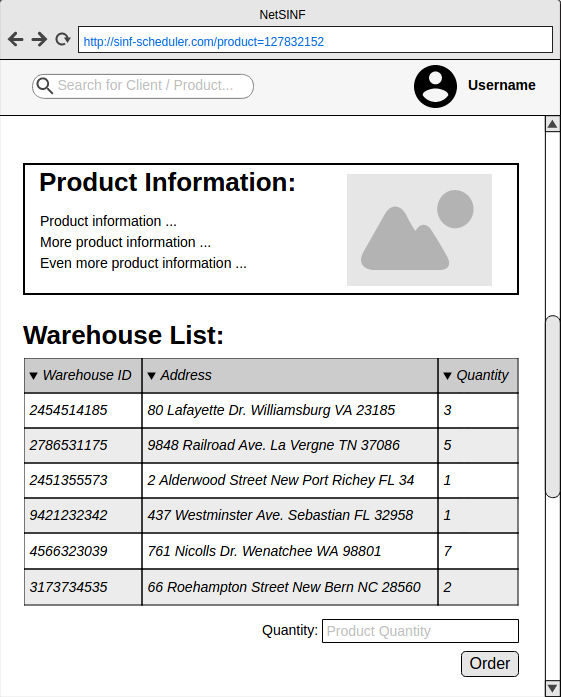 NetSINF
http://sinf-scheduler.com/product=127832152
Search for Client / Product...
Username
Product Information:
Product information ...
More product information ...
Even more product information ...
Warehouse List:
▼ Warehouse ID ▼ Address ▼ Quantity
2454514185 80 Lafayette Dr. Williamsburg VA 23185 3
2786531175 9848 Railroad Ave. La Vergne TN 37086 5
2451355573 2 Alderwood Street New Port Richey FL 34 1
9421232342 437 Westminster Ave. Sebastian FL 32958 1
4566323039 761 Nicolls Dr. Wenatchee WA 98801 7
3173734535 66 Roehampton Street New Bern NC 28560 2
Quantity: Product Quantity
Order